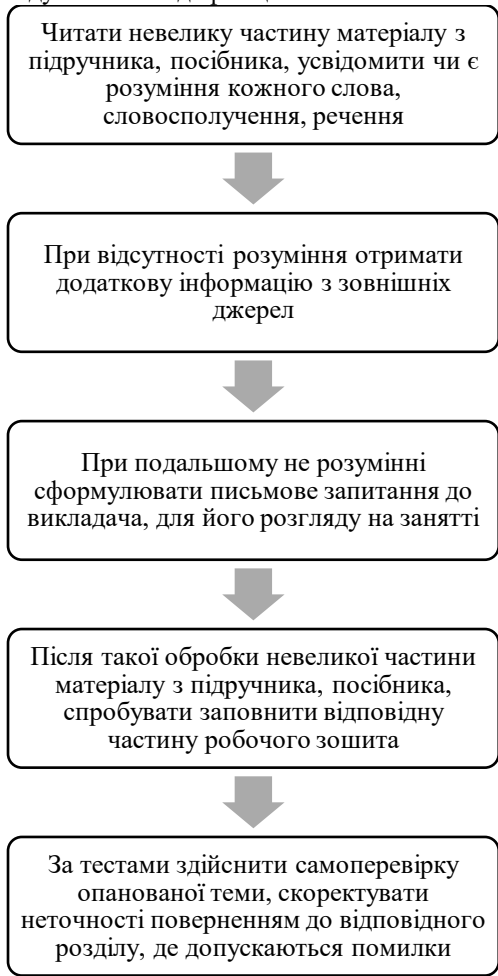 Читати невелику частину матеріалу з
підручника, посібника, усвідомити чи є
розуміння кожного слова,
словосполучення, речення
При відсутності розуміння отримати
додаткову інформацію з зовнішніх
джерел
При подальшому не розумінні
сформулювати письмове запитання до
викладача, для його розгляду на занятті
Після такої обробки невеликої частини
матеріалу з підручника, посібника,
спробувати заповнити відповідну
частину робочого зошита
За тестами здійснити самоперевірку
опанованої теми, скоректувати
неточності поверненням до відповідного
розділу, де допускаються помилки